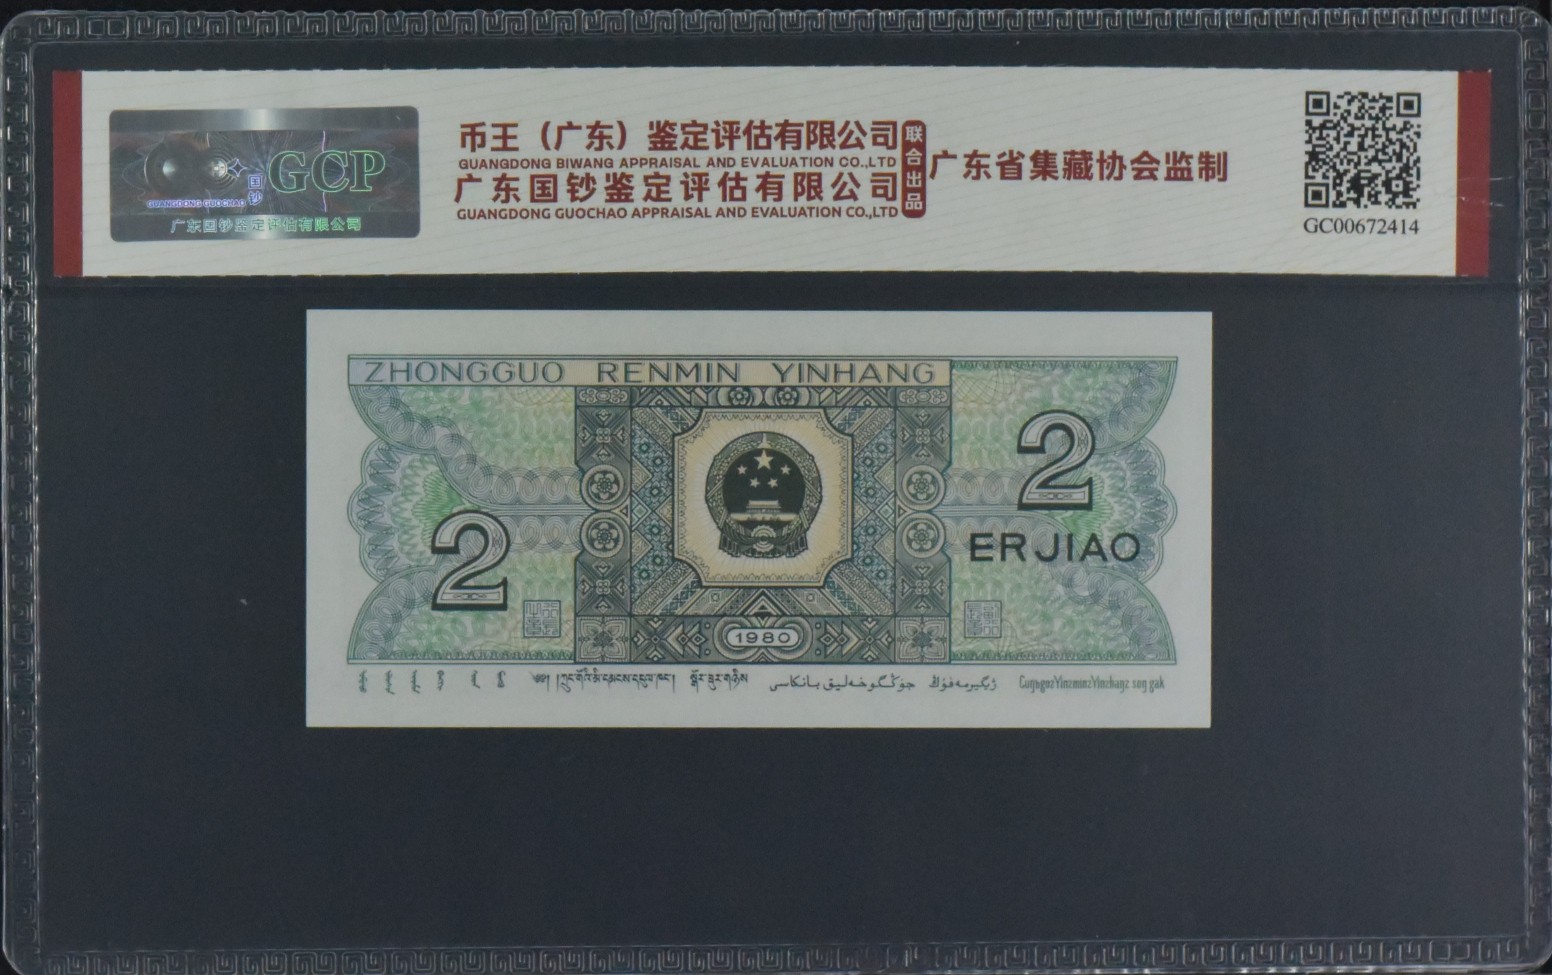 GCP
国钞
GUANGDONG GUOCHAO
广东国钞鉴定评估有限公司
币王（广东）鉴定评估有限公司
GUANGDONG BIWANG APPRAISAL AND EVALUATION CO.,LTD
广东国钞鉴定评估有限公司
GUANGDONG GUOCHAO APPRAISAL AND EVALUATION CO.,LTD
联合出品
广东省集藏协会监制
GC00672414
ZHONGGUO RENMIN YINHANG
2
2
ERJIAO
1980